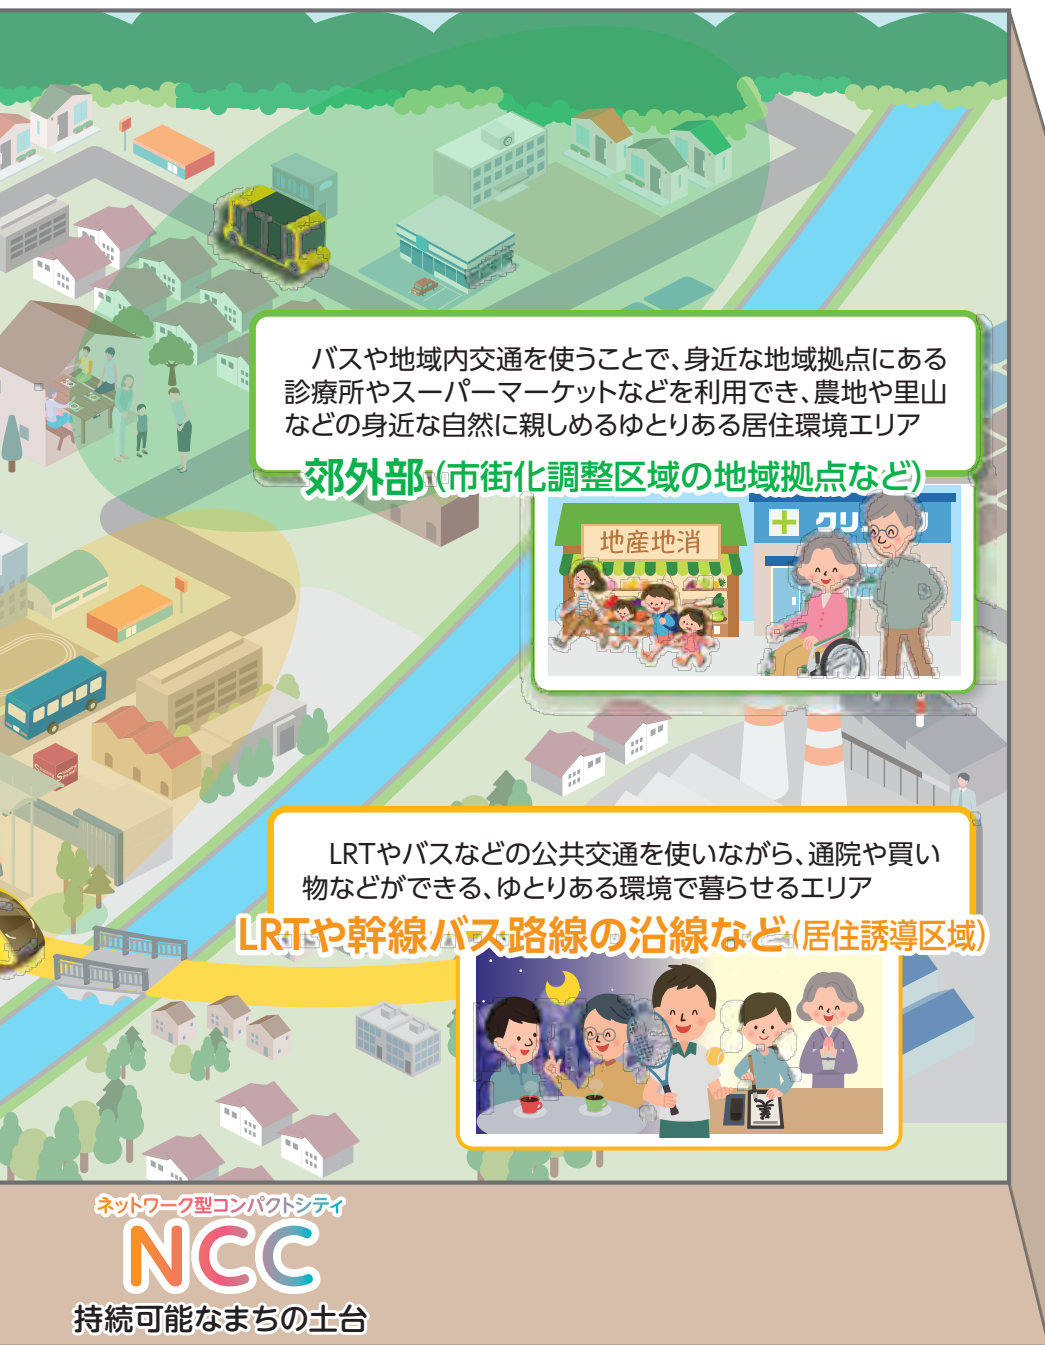 バスや地域内交通を使うことで、身近な地域拠点にある
診療所やスーパーマーケットなどを利用でき、農地や里山
などの身近な自然に親しめるゆとりある居住環境エリア
郊外部(市街化調整区域の地域拠点など)
地産地消
LRTやバスなどの公共交通を使いながら、通院や買い
物などができる、ゆとりある環境で暮らせるエリア
LRTや幹線バス路線の沿線など(居住誘導区域)
ネットワーク型コンパクトシティ
NCC
持続可能なまちの土台